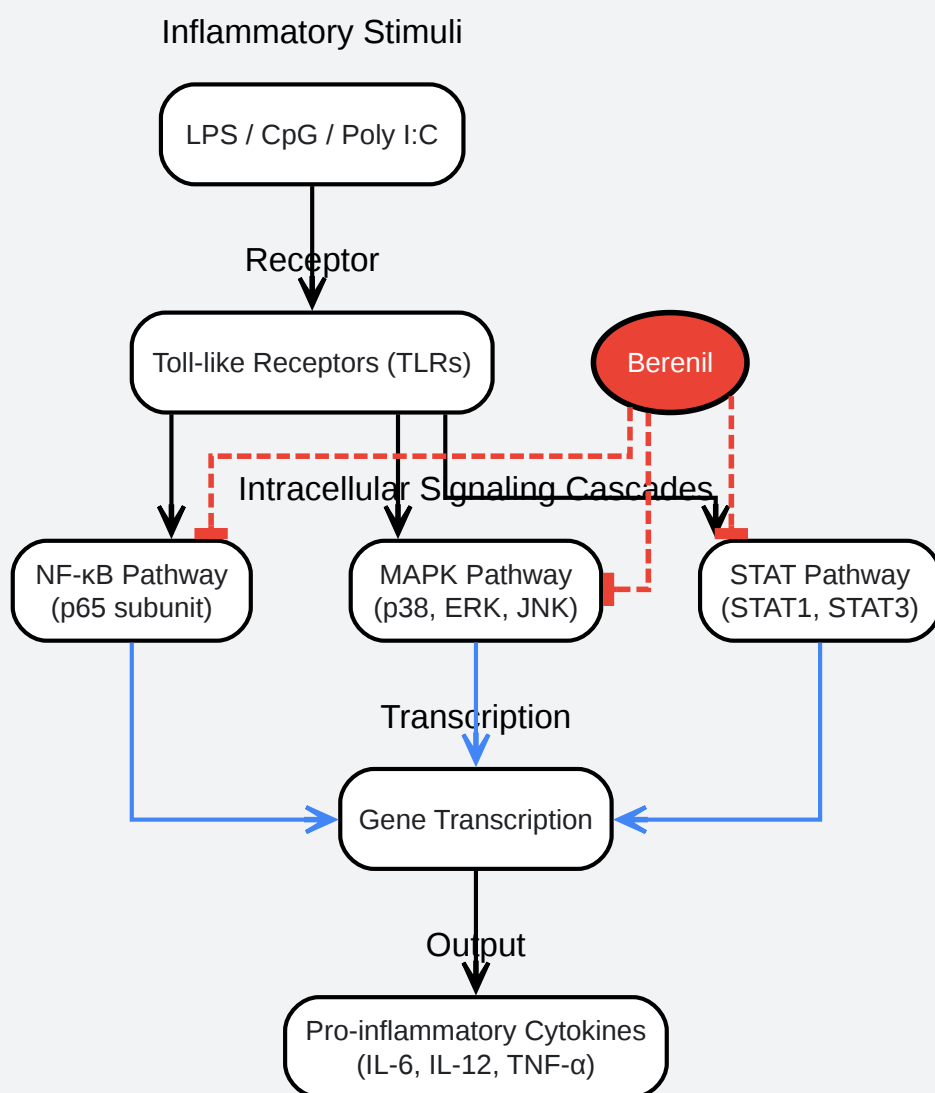 Inflammatory Stimuli
LPS / CpG / Poly I:C
Receptor
Toll-like Receptors (TLRs)
Berenil
Intracellular Signaling Cascades
NF-κB Pathway
(p65 subunit)
MAPK Pathway
(p38, ERK, JNK)
STAT Pathway
(STAT1, STAT3)
Transcription
Gene Transcription
Output
Pro-inflammatory Cytokines
(IL-6, IL-12, TNF-α)